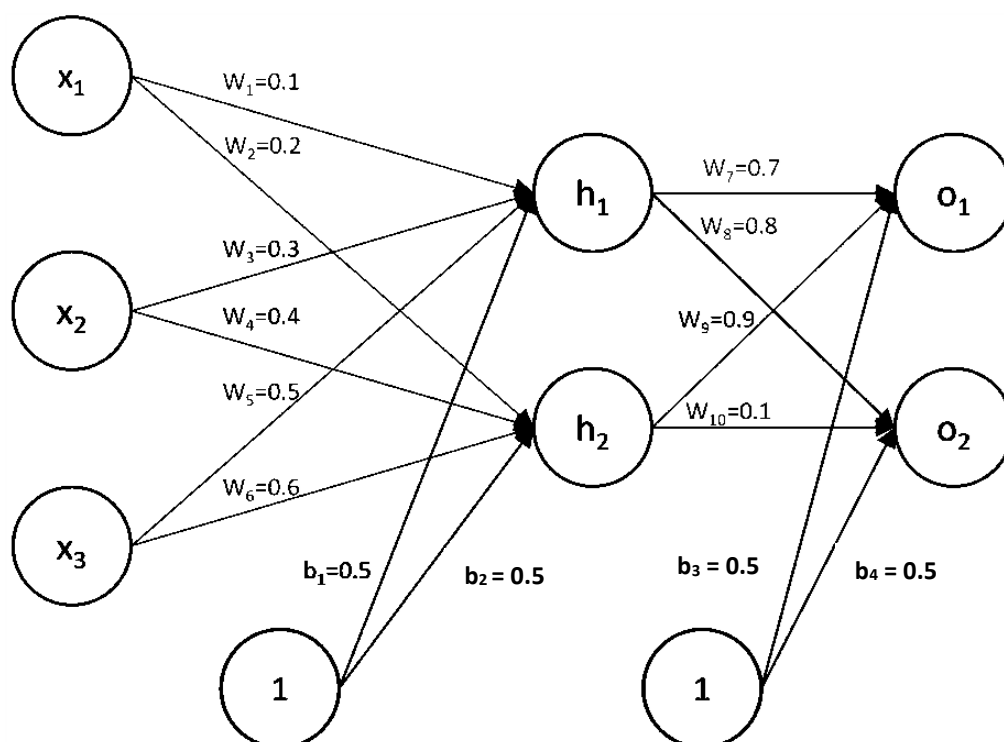 x₁
W₁=0.1
W₂=0.2
h₁
W₇=0.7
o₁
W₃=0.3
W₈=0.8
x₂
W₄=0.4
W₉=0.9
W₅=0.5
h₂
W₁₀=0.1
o₂
W₆=0.6
x₃
b₁=0.5
b₂ = 0.5
b₃ = 0.5
b₄ = 0.5
1
1